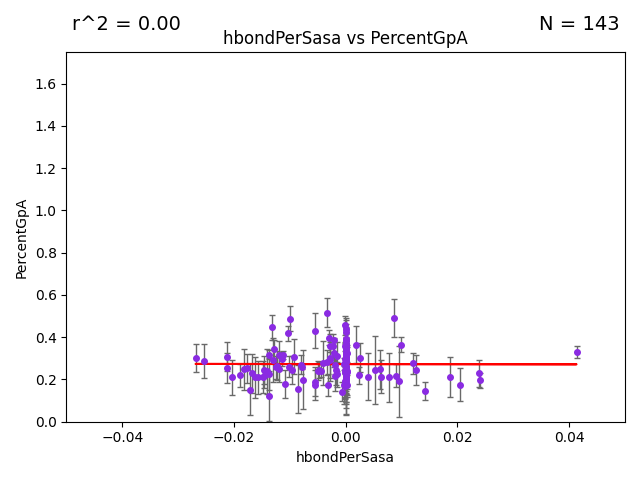 r^2 = 0.00
N = 143
hbondPerSasa vs PercentGpA
PercentGpA
1.6
1.4
1.2
1.0
0.8
0.6
0.4
0.2
0.0
−0.04
−0.02
0.00
0.02
0.04
hbondPerSasa